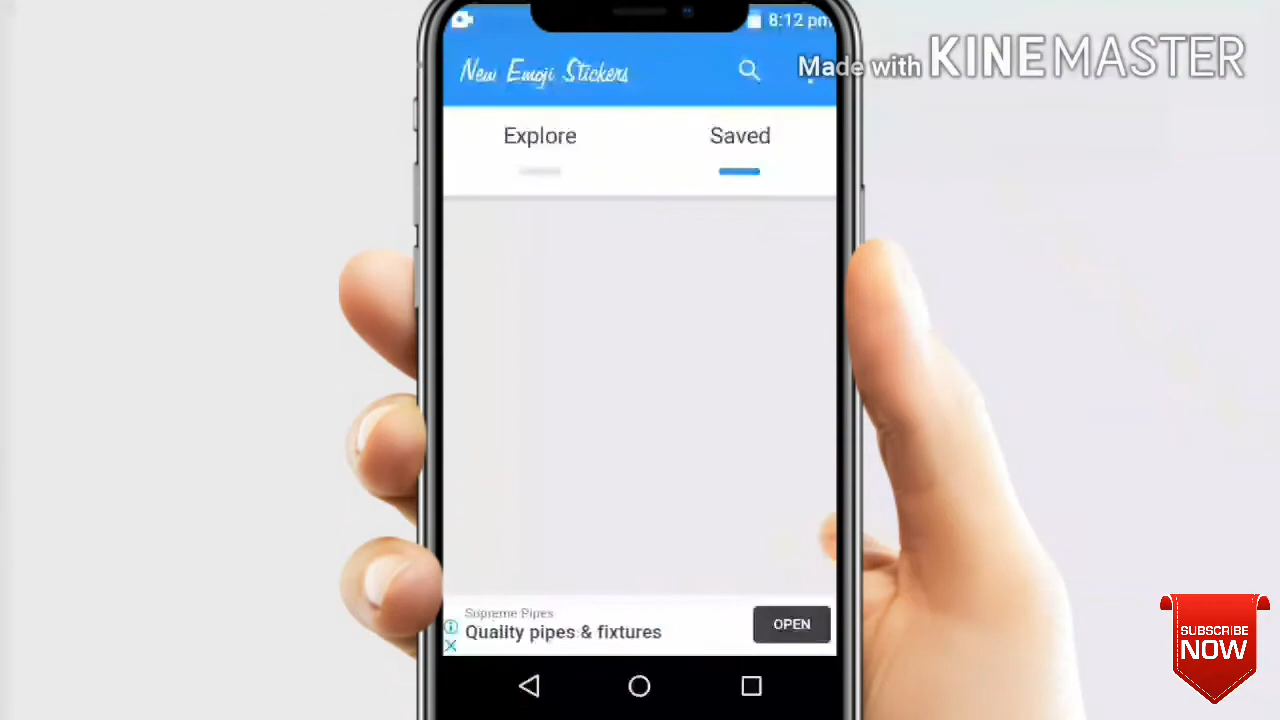 8:12 pm
Made with KINEMASTER
New Emoji Stickers
Explore
Saved
Supreme Pipes
Quality pipes & fixtures
OPEN
SUBSCRIBE
NOW